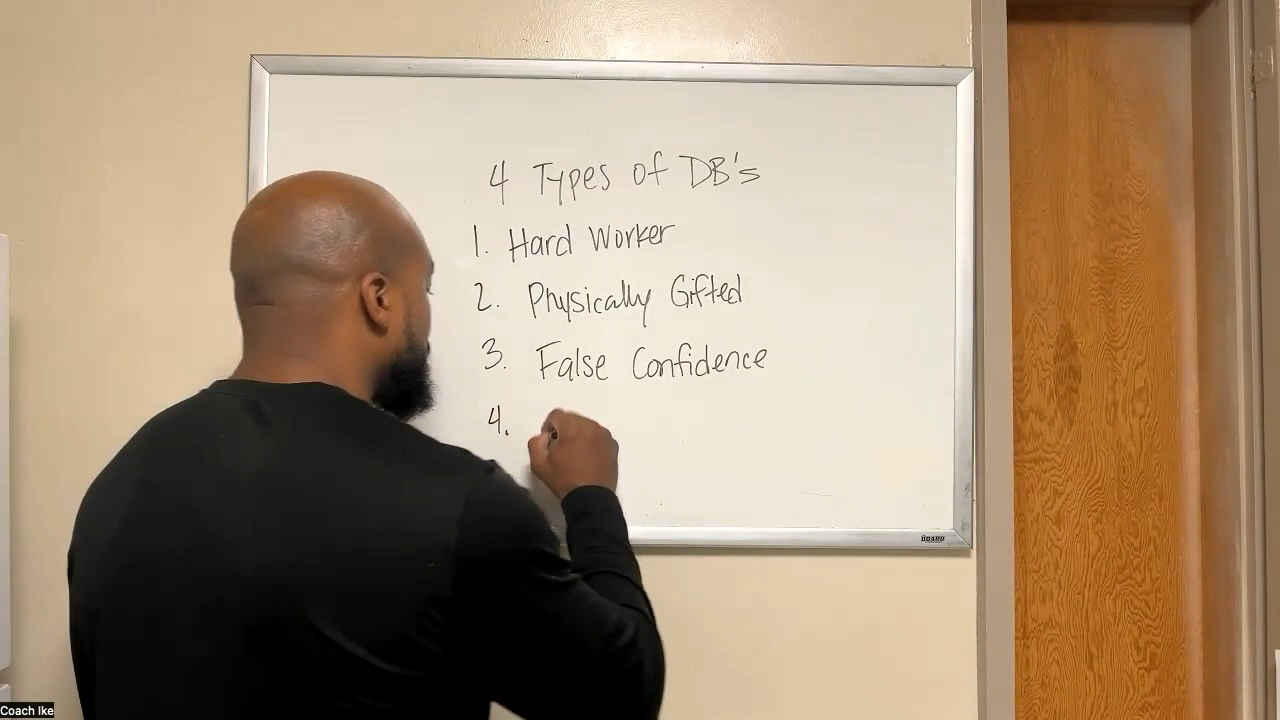 4 Types of DB's
1. Hard Worker
2. Physically Gifted
3. False Confidence
4.
Coach Ike